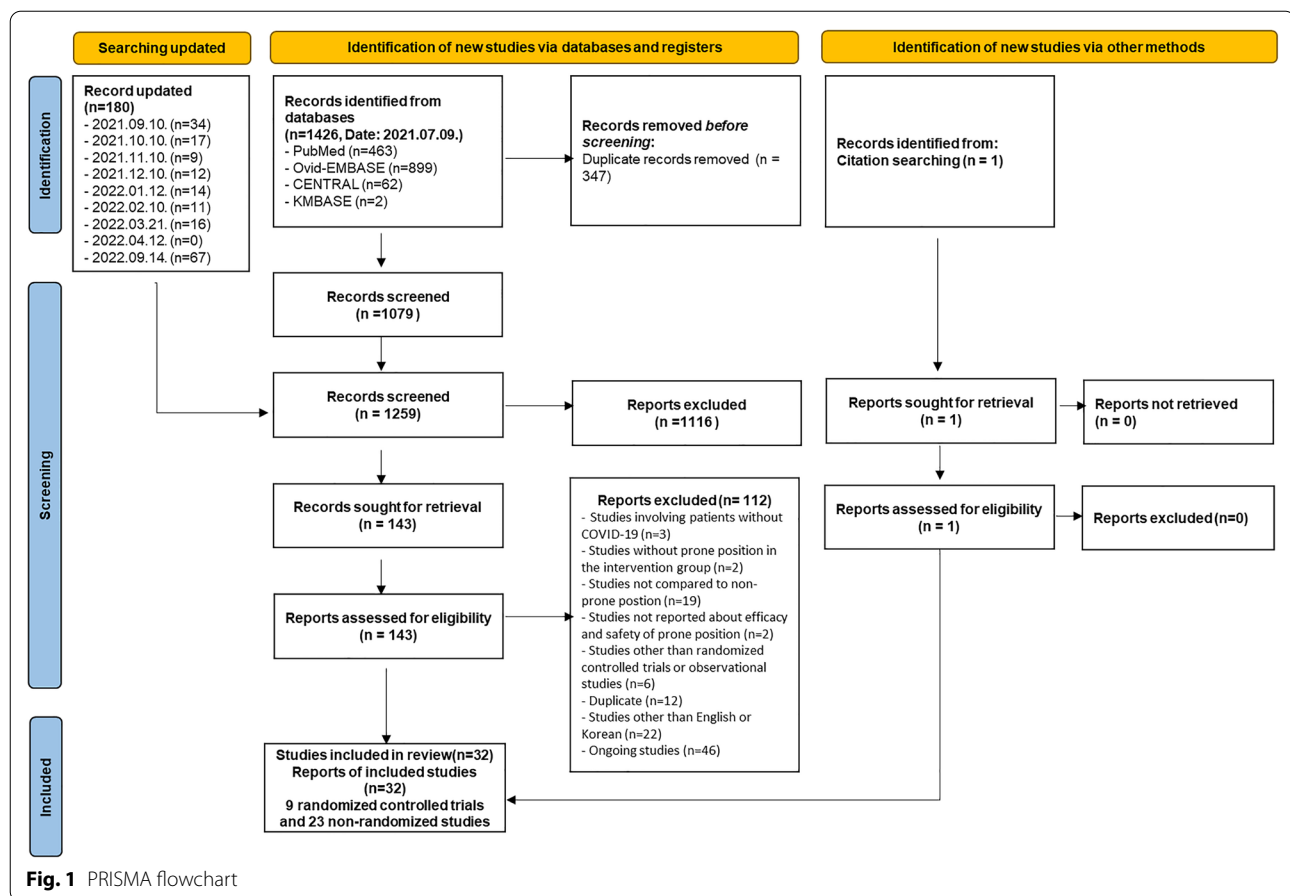 Searching updated
Identification of new studies via databases and registers
Identification of new studies via other methods
Identification
Record updated
(n=180)
- 2021.09.10. (n=34)
- 2021.10.10. (n=17)
- 2021.11.10. (n=9)
- 2021.12.10. (n=12)
- 2022.01.12. (n=14)
- 2022.02.10. (n=11)
- 2022.03.21. (n=16)
- 2022.04.12. (n=0)
- 2022.09.14. (n=67)
Records identified from
databases
(n=1426, Date: 2021.07.09.)
- PubMed (n=463)
- Ovid-EMBASE (n=899)
- CENTRAL (n=62)
- KMBASE (n=2)
Records removed before
screening:
Duplicate records removed (n =
347)
Records identified from:
Citation searching (n = 1)
Screening
Records screened
(n =1079 )
Records screened
(n = 1259)
Reports excluded
(n =1116 )
Reports sought for retrieval
(n = 1)
Reports not retrieved
(n = 0)
Records sought for retrieval
(n = 143)
Reports assessed for eligibility
(n = 143)
Reports excluded (n= 112)
- Studies involving patients without
COVID-19 (n=3)
- Studies without prone position in
the intervention group (n=2)
- Studies not compared to non-
prone postion (n=19)
- Studies not reported about efficacy
and safety of prone position (n=2)
- Studies other than randomized
controlled trials or observational
studies (n=6)
- Duplicate (n=12)
- Studies other than English or
Korean (n=22)
- Ongoing studies (n=46)
Reports assessed for eligibility
(n = 1)
Reports excluded (n=0)
Included
Studies included in review(n=32)
Reports of included studies
(n=32)
9 randomized controlled trials
and 23 non-randomized studies
Fig. 1 PRISMA flowchart